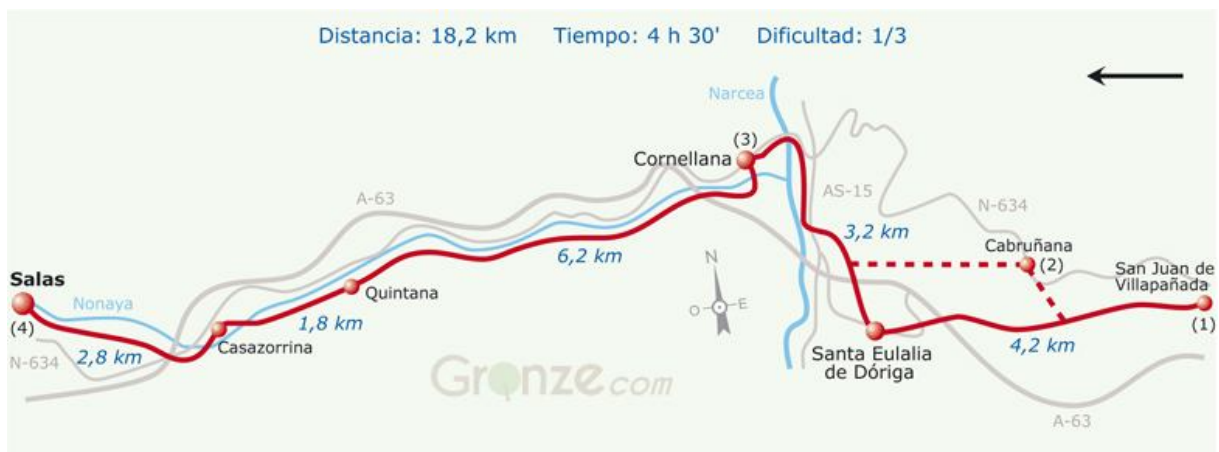 Distancia: 18,2 km Tiempo: 4 h 30' Dificultad: 1/3
Narcea
(3)
Cornellana
A-63
AS-15
N-634
3,2 km
Cabruñana
(2)
San Juan de
Villapañada
(1)
6,2 km
N
O
E
Salas
(4)
Nonaya
Quintana
1,8 km
Casazorrina
2,8 km
N-634
Santa Eulalia
de Dóriga
4,2 km
Gronze.com
A-63